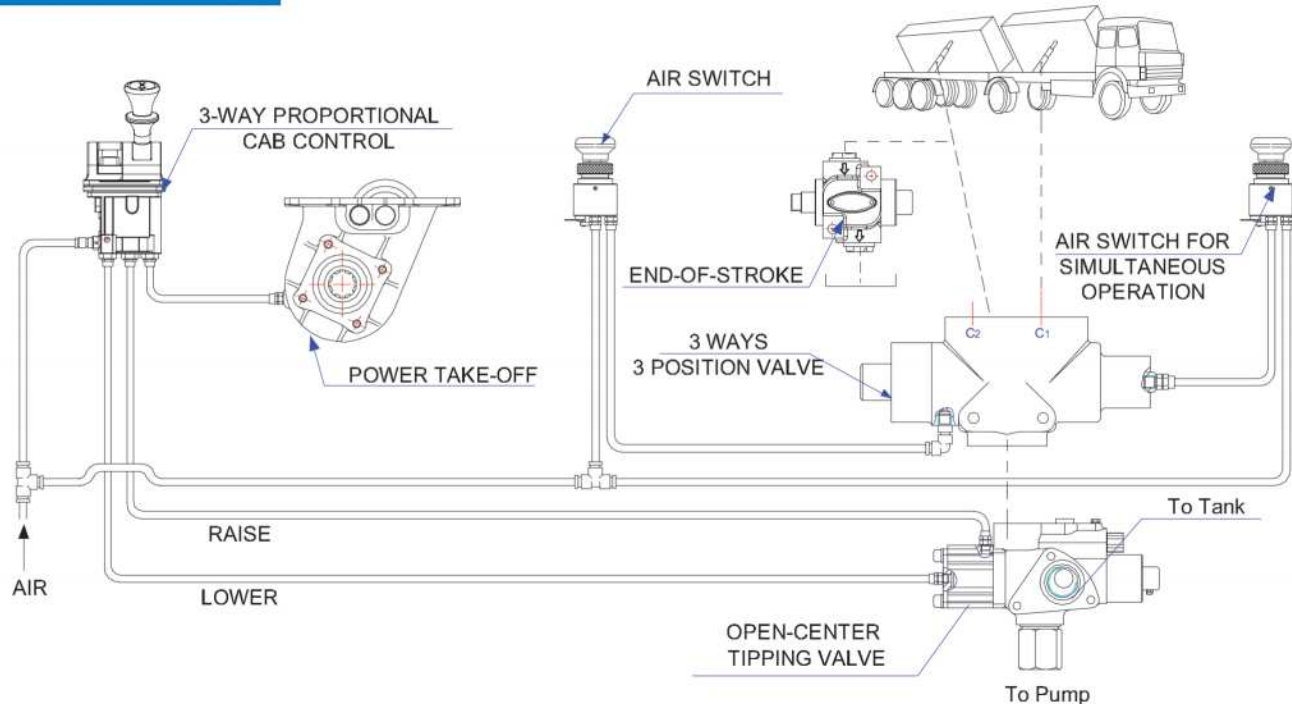 3-WAY PROPORTIONAL
CAB CONTROL
AIR SWITCH
END-OF-STROKE
AIR SWITCH FOR
SIMULTANEOUS
OPERATION
C2
C1
3 WAYS
3 POSITION VALVE
POWER TAKE-OFF
To Tank
RAISE
AIR
LOWER
OPEN-CENTER
TIPPING VALVE
To Pump